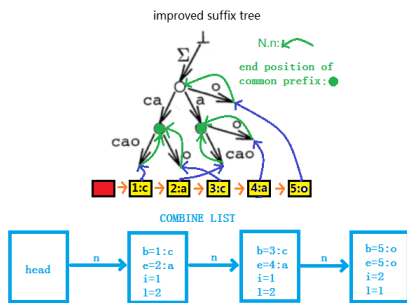 improved suffix tree
⊥
N.n:
Σ
end position of
common prefix:
o
ca
a
o
cao
o
cao
1:c
2:a
3:c
4:a
5:o
COMBINE LIST
head
n
b=1:c
e=2:a
i=1
l=2
n
b=3:c
e=4:a
i=1
l=2
n
b=5:o
e=5:o
i=2
l=1